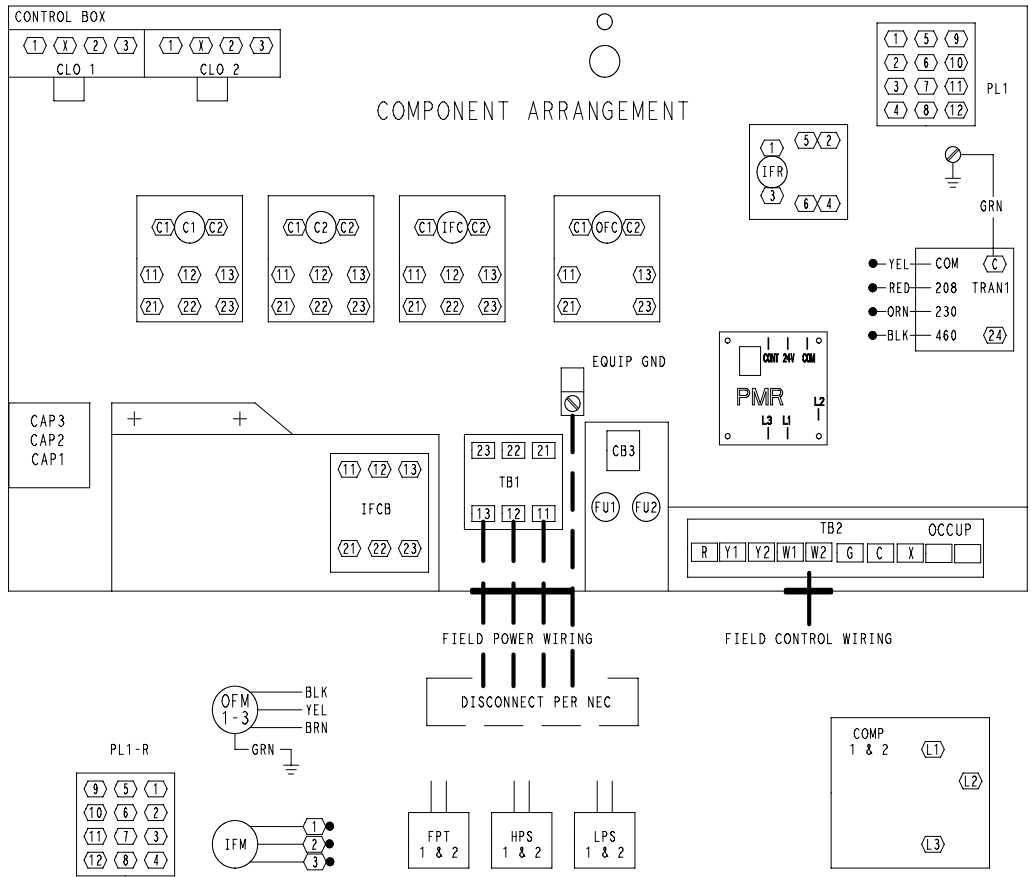 CONTROL BOX
1 X 2 3
CLO 1
1 X 2 3
CLO 2
COMPONENT ARRANGEMENT
1 5 9
2 6 10
3 7 11
4 8 12
PL1
1 5 2
IFR
3 6 4
GRN
C1 C1 C2
11 12 13
21 22 23
C1 C2 C2
11 12 13
21 22 23
C1 IFC C2
11 12 13
21 22 23
C1 OFC C2
11 13
21 23
YEL COM C
RED 208 TRAN1
ORN 230
BLK 460 24
EQUIP GND
CONT 24V COM
PMR
L2
L3 L1
CAP3
CAP2
CAP1
+ +
11 12 13
IFCB
21 22 23
23 22 21
TB1
13 12 11
CB3
FU1 FU2
TB2 OCCUP
R Y1 Y2 W1 W2 G C X
FIELD POWER WIRING
FIELD CONTROL WIRING
DISCONNECT PER NEC
OFM
1-3
BLK
YEL
BRN
GRN
PL1-R
9 5 1
10 6 2
11 7 3
12 8 4
IFM
1
2
3
FPT
1 & 2
HPS
1 & 2
LPS
1 & 2
COMP
1 & 2
L1
L2
L3